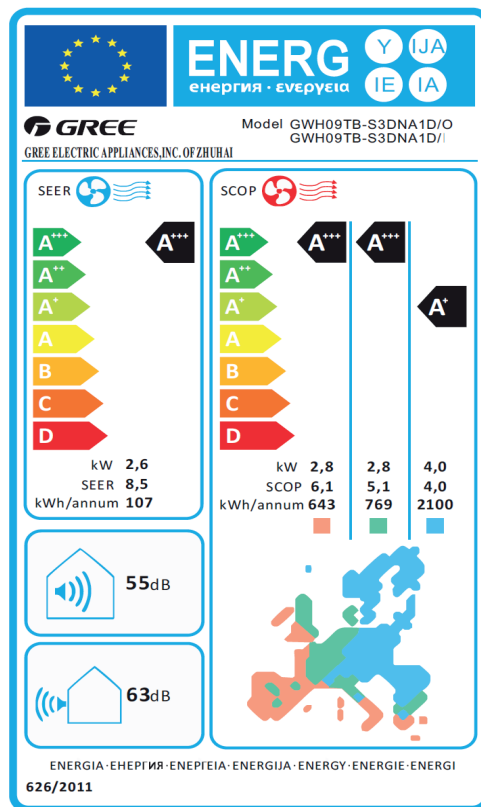 ENERG
енергия · ενεργεια
Y IJA
IE IA
GREE
GREE ELECTRIC APPLIANCES,INC. OF ZHUHAI
Model GWH09TB-S3DNA1D/O
GWH09TB-S3DNA1D/I
SEER
A+++ A+++
A++
A+
A
B
C
D
kW 2,6
SEER 8,5
kWh/annum 107
SCOP
A+++ A+++ A+++
A++
A+ A+
A
B
C
D
kW 2,8 2,8 4,0
SCOP 6,1 5,1 4,0
kWh/annum 643 769 2100
55dB
63dB
ENERGIA·ЕНЕРГИЯ·ΕΝΕΡΓΕΙΑ·ENERGIJA·ENERGY·ENERGIE·ENERGI
626/2011